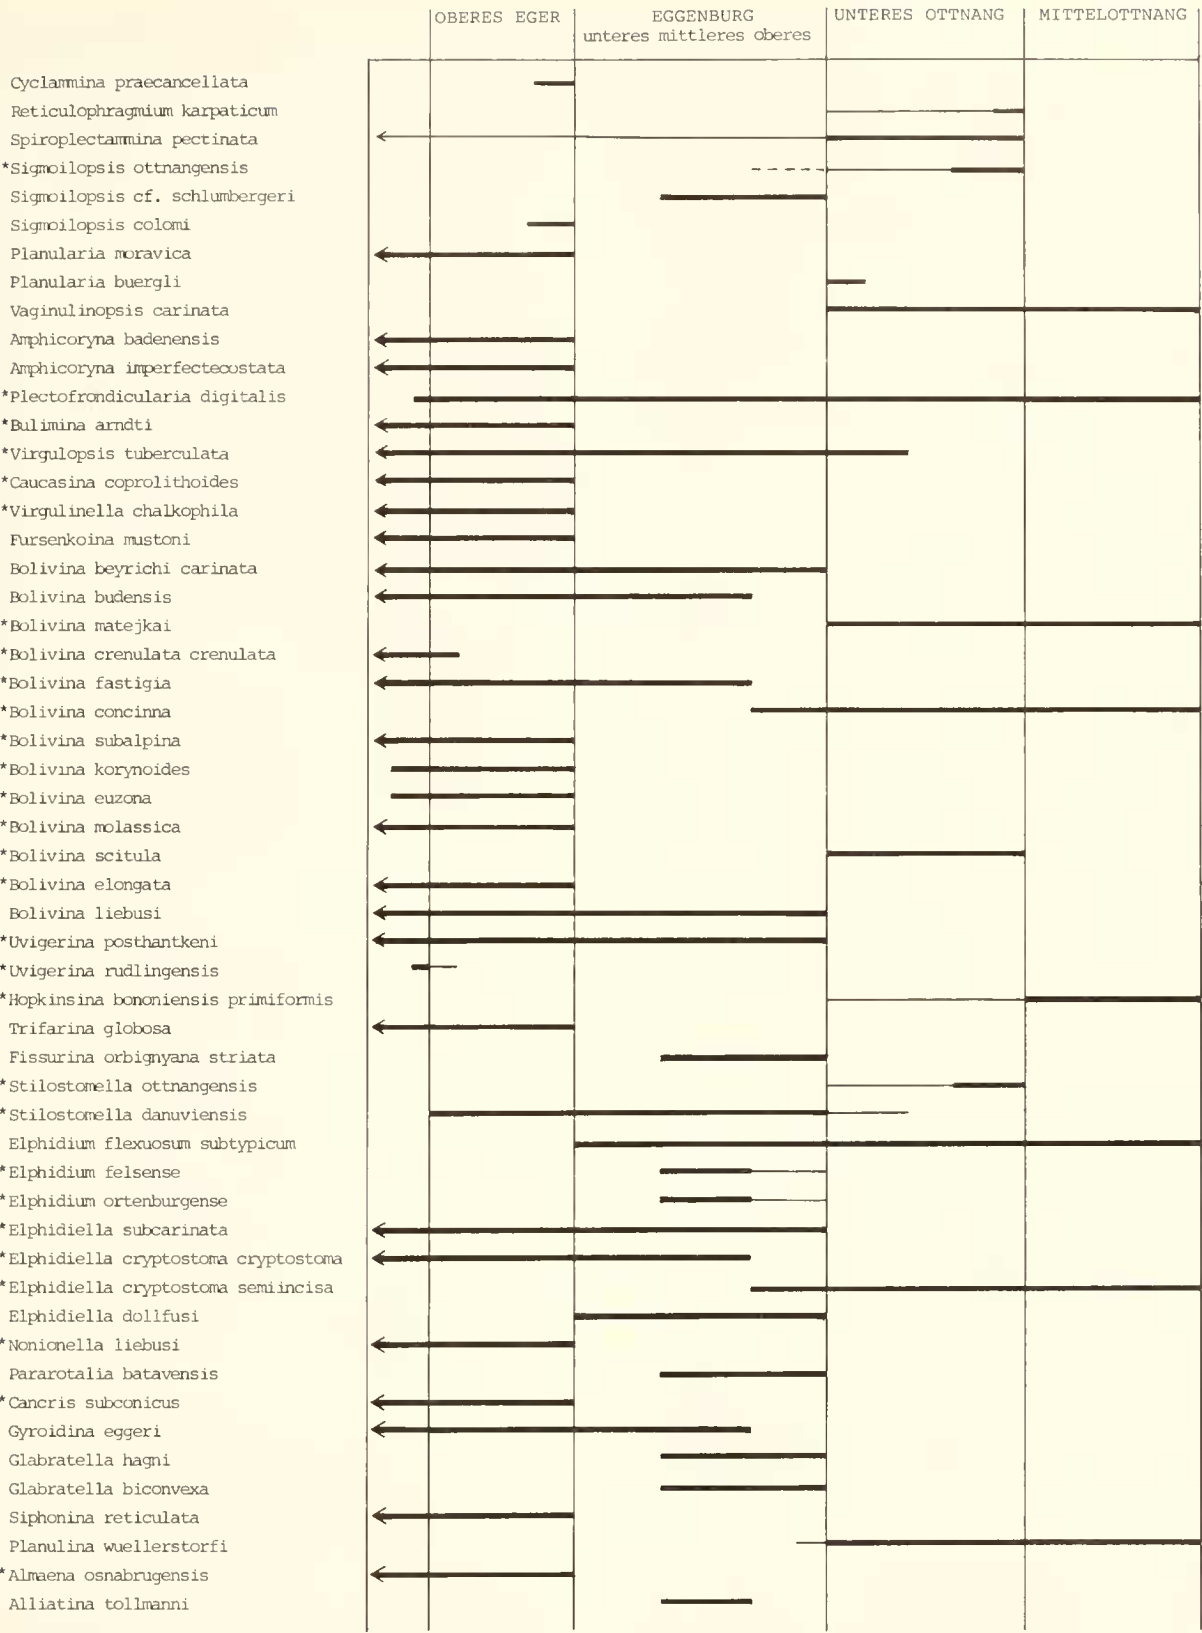 OBERES EGER EGGENBURG UNTERES OTTNANG MITTELOTTNANG
unteres mittleres oberes
Cyclammina praecancellata
Reticulophragmium karpaticum
Spiroplectammina pectinata
*Sigmoilopsis ottnangensis
Sigmoilopsis cf. schlumbergeri
Sigmoilopsis colomi
Planularia moravica
Planularia buergli
Vaginulinopsis carinata
Amphicoryna badenensis
Amphicoryna imperfectecostata
*Plectofrondicularia digitalis
*Bulimina arndti
*Virgulopsis tuberculata
*Caucasina coprolithoides
*Virgulinella chalkophila
Fursenkoina mustoni
Bolivina beyrichi carinata
Bolivina budensis
*Bolivina matejkai
*Bolivina crenulata crenulata
*Bolivina fastigia
*Bolivina concinna
*Bolivina subalpina
*Bolivina korynoides
*Bolivina euzona
*Bolivina molassica
*Bolivina scitula
*Bolivina elongata
Bolivina liebusi
*Uvigerina posthantkeni
*Uvigerina rudlingensis
*Hopkinsina bononiensis primiformis
Trifarina globosa
Fissurina orbignyana striata
*Stilostomella ottnangensis
*Stilostomella danuviensis
Elphidium flexuosum subtypicum
*Elphidium felsense
*Elphidium ortenburgense
*Elphidiella subcarinata
*Elphidiella cryptostoma cryptostoma
*Elphidiella cryptostoma semiincisa
Elphidiella dollfusi
*Nonionella liebusi
Pararotalia batavensis
*Cancris subconicus
Gyroidina eggeri
Glabratella hagni
Glabratella biconvexa
Siphonina reticulata
Planulina wuellerstorfi
*Almaena osnabrugensis
Alliatina tollmanni